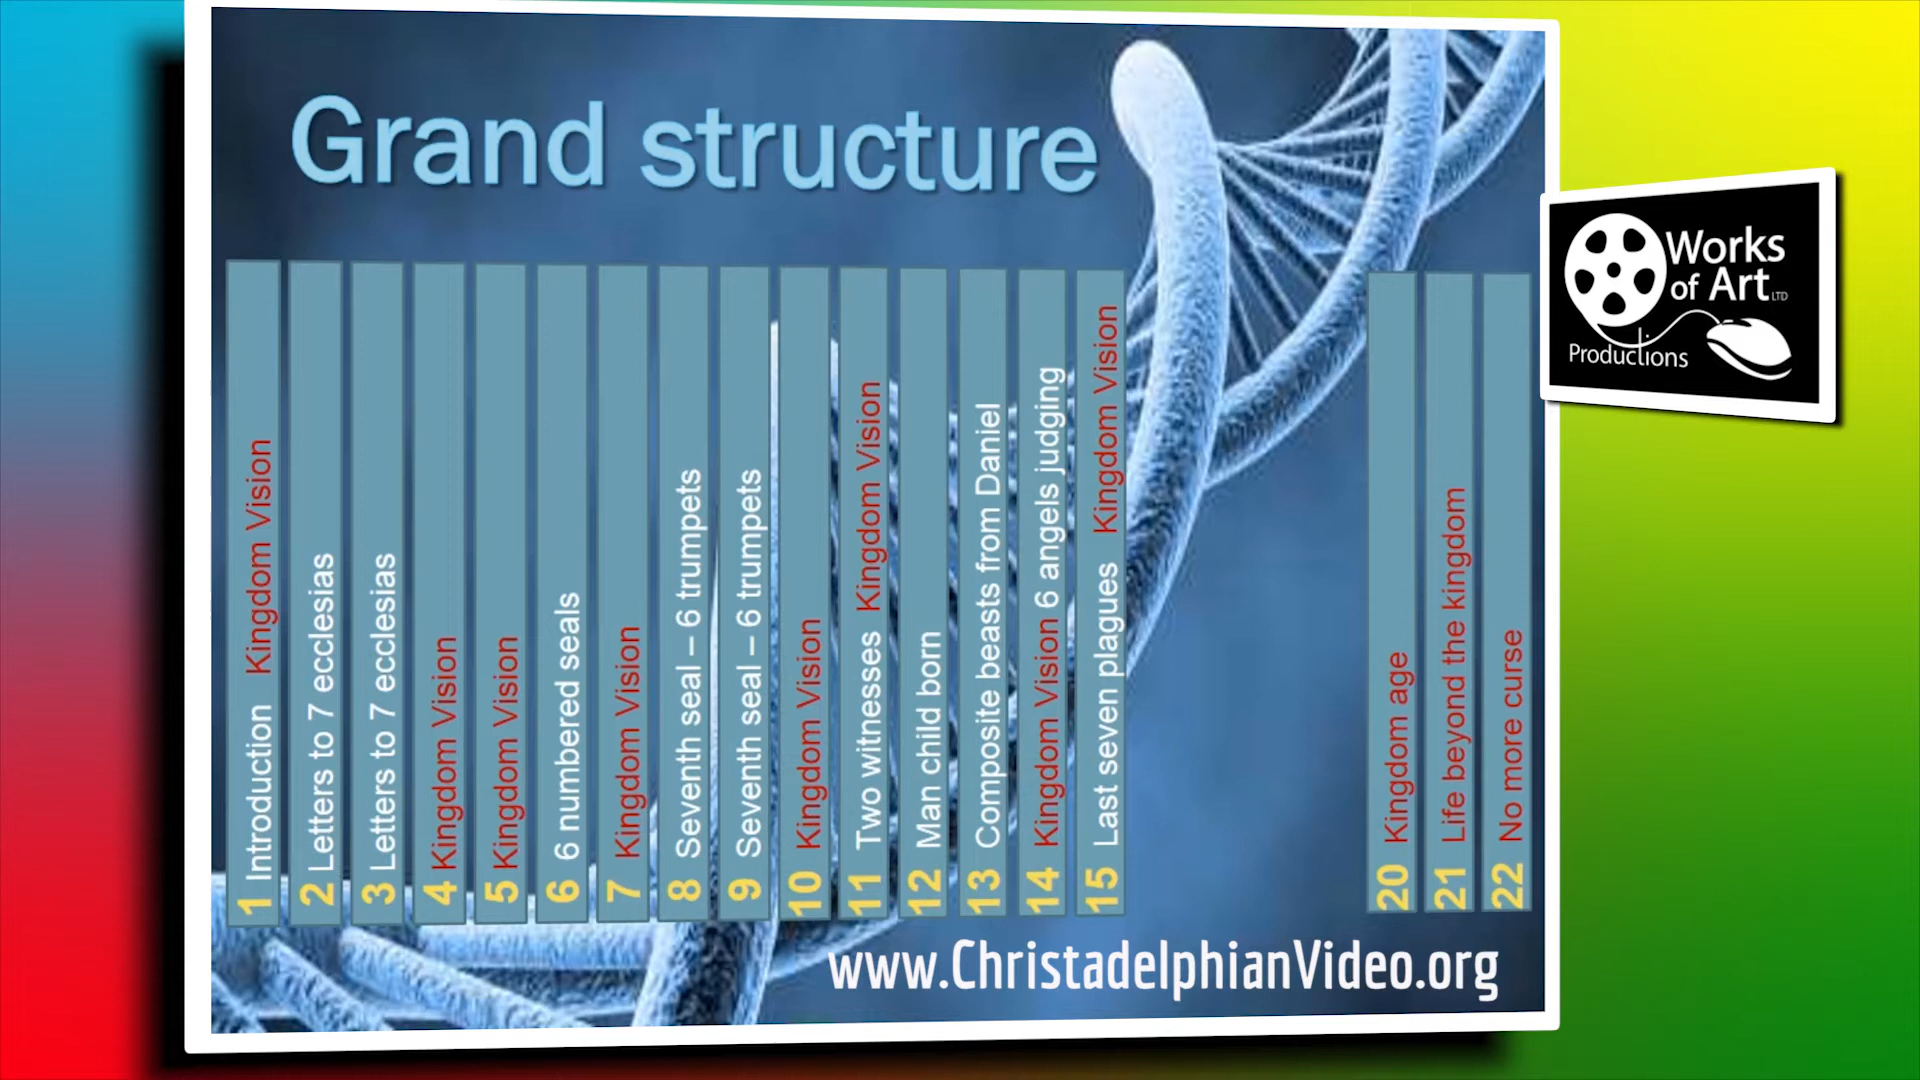 Grand structure
1 Introduction Kingdom Vision
2 Letters to 7 ecclesias
3 Letters to 7 ecclesias
4 Kingdom Vision
5 Kingdom Vision
6 6 numbered seals
7 Kingdom Vision
8 Seventh seal – 6 trumpets
9 Seventh seal – 6 trumpets
10 Kingdom Vision
11 Two witnesses Kingdom Vision
12 Man child born
13 Composite beasts from Daniel
14 Kingdom Vision 6 angels judging
15 Last seven plagues Kingdom Vision
20 Kingdom age
21 Life beyond the kingdom
22 No more curse
www.ChristadelphianVideo.org
Works
of Art LTD
Productions